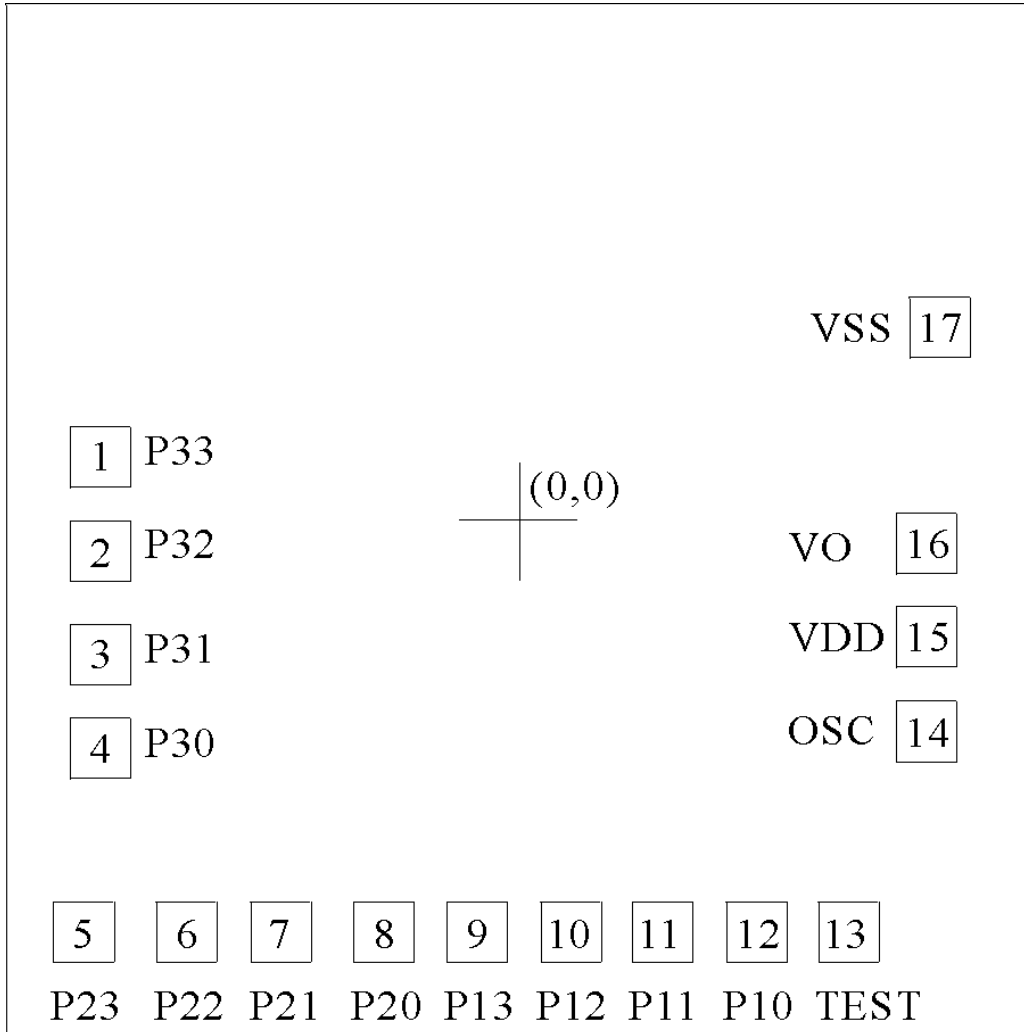 VSS 17
1 P33
(0,0)
2 P32
VO 16
VDD 15
3 P31
OSC 14
4 P30
5 6 7 8 9 10 11 12 13
P23 P22 P21 P20 P13 P12 P11 P10 TEST